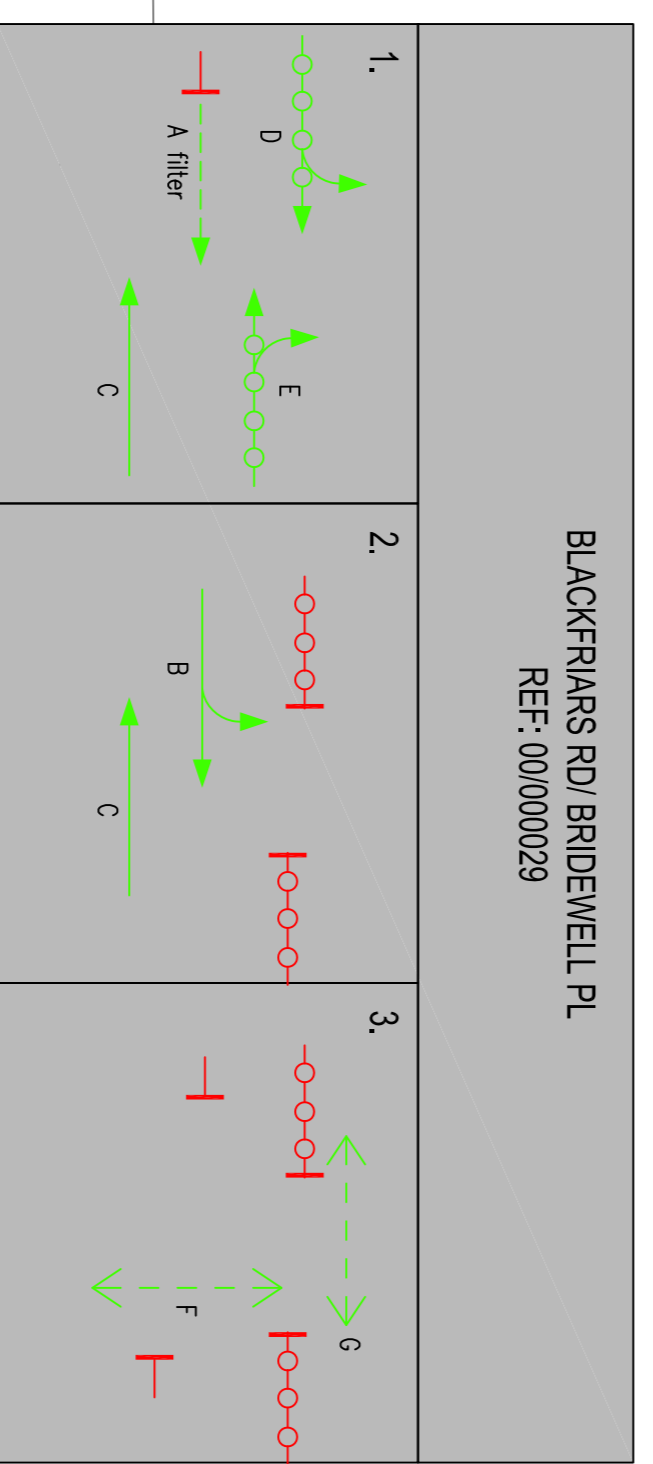 BLACKFRIARS RD/ BRIDEWELL PL
REF: 00/000029
1.
D
A filter
E
C
2.
B
C
3.
G
F